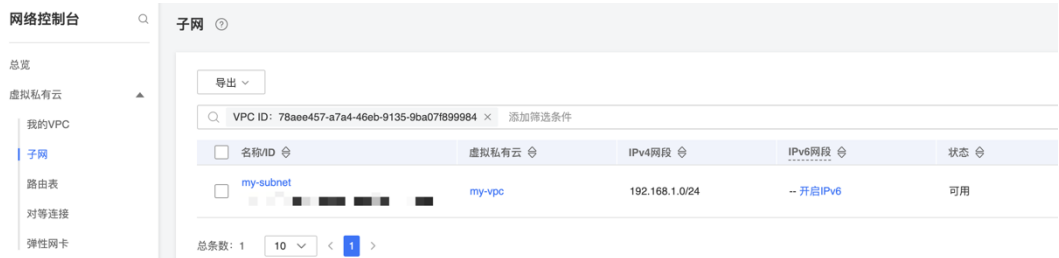 网络控制台
子网
总览
虚拟私有云
我的VPC
子网
路由表
对等连接
弹性网卡
导出
VPC ID：78aee457-a7a4-46eb-9135-9ba07f899984 × 添加筛选条件
名称/ID 虚拟私有云 IPv4网段 IPv6网段 状态
my-subnet
my-vpc 192.168.1.0/24 -- 开启IPv6 可用
总条数：1 10 < 1 >